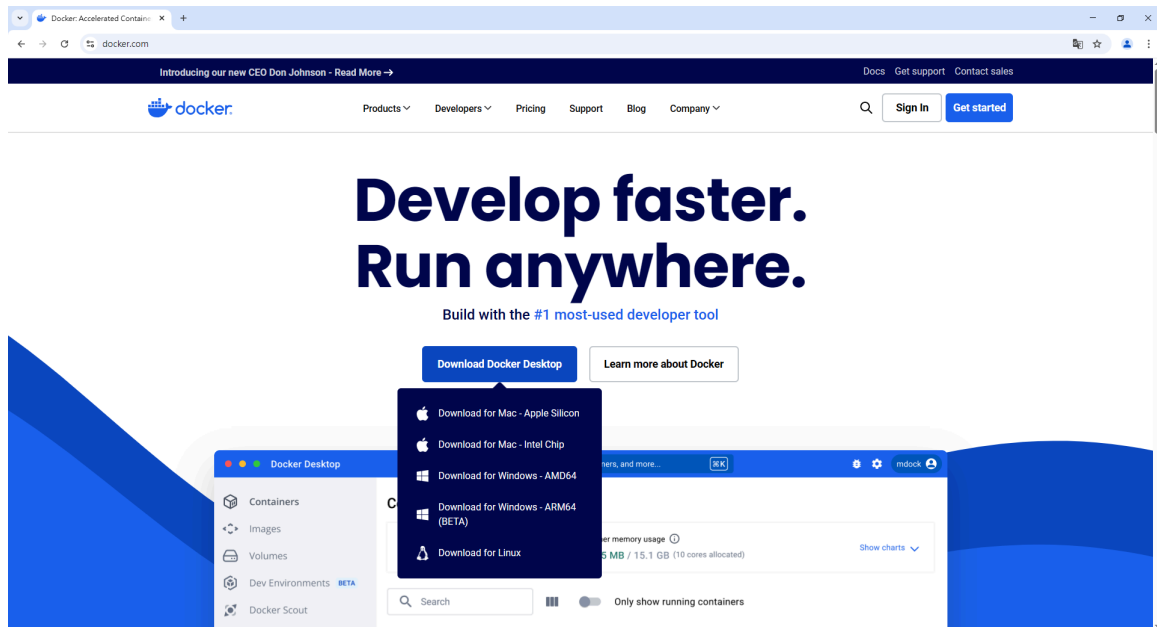 Docker: Accelerated Containe
docker.com
Introducing our new CEO Don Johnson - Read More →
Docs Get support Contact sales
docker
Products Developers Pricing Support Blog Company
Sign In
Get started
Develop faster.
Run anywhere.
Build with the #1 most-used developer tool
Download Docker Desktop
Learn more about Docker
Download for Mac - Apple Silicon
Download for Mac - Intel Chip
Download for Windows - AMD64
Download for Windows - ARM64
(BETA)
Download for Linux
Docker Desktop
ners, and more...
⌘K
mdock
Containers
Images
Volumes
Dev Environments BETA
Docker Scout
C
er memory usage
5 MB / 15.1 GB (10 cores allocated)
Show charts
Search
Only show running containers